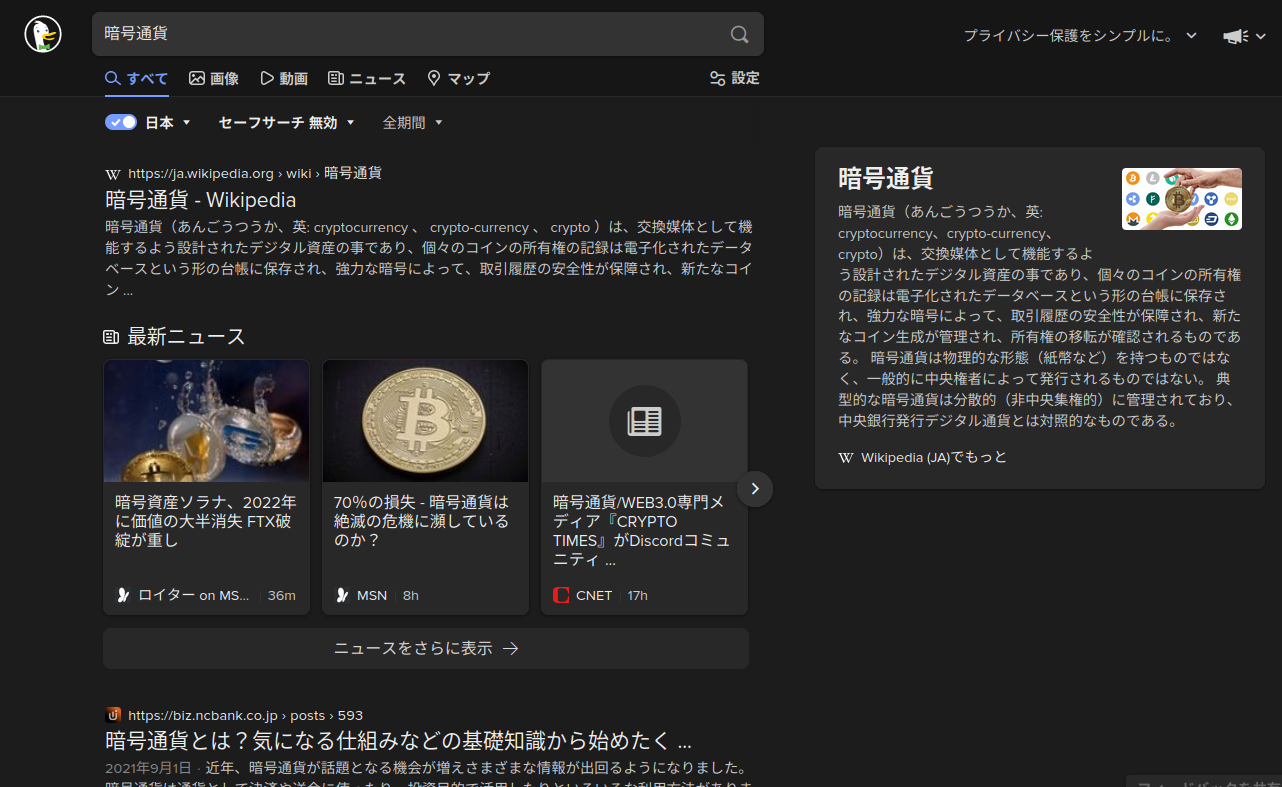 暗号通貨
プライバシー保護をシンプルに。
すべて 画像 動画 ニュース マップ 設定
日本 セーフサーチ 無効 全期間
https://ja.wikipedia.org › wiki › 暗号通貨
暗号通貨 - Wikipedia
暗号通貨（あんごうつうか、英: cryptocurrency 、 crypto-currency 、 crypto ）は、交換媒体として機
能するよう設計されたデジタル資産の事であり、個々のコインの所有権の記録は電子化されたデータ
ベースという形の台帳に保存され、強力な暗号によって、取引履歴の安全性が保障され、新たなコイ
ン ...
最新ニュース
暗号資産ソラナ、2022年
に価値の大半消失 FTX破
綻が重し
ロイター on MS... 36m
70％の損失 - 暗号通貨は
絶滅の危機に瀕している
のか？
MSN 8h
暗号通貨/WEB3.0専門メ
ディア『CRYPTO
TIMES』がDiscordコミュ
ニティ ...
CNET 17h
ニュースをさらに表示 →
https://biz.ncbank.co.jp › posts › 593
暗号通貨とは？気になる仕組みなどの基礎知識から始めたく ...
2021年9月1日 · 近年、暗号通貨が話題となる機会が増えさまざまな情報が出回るようになりました。
暗号通貨
暗号通貨（あんごうつうか、英:
cryptocurrency、crypto-currency、
crypto）は、交換媒体として機能するよ
う設計されたデジタル資産の事であり、個々のコインの所有権
の記録は電子化されたデータベースという形の台帳に保存さ
れ、強力な暗号によって、取引履歴の安全性が保障され、新た
なコイン生成が管理され、所有権の移転が確認されるものであ
る。 暗号通貨は物理的な形態（紙幣など）を持つものではな
く、一般的に中央権者によって発行されるものではない。 典
型的な暗号通貨は分散的（非中央集権的）に管理されており、
中央銀行発行デジタル通貨とは対照的なものである。
Wikipedia (JA)でもっと